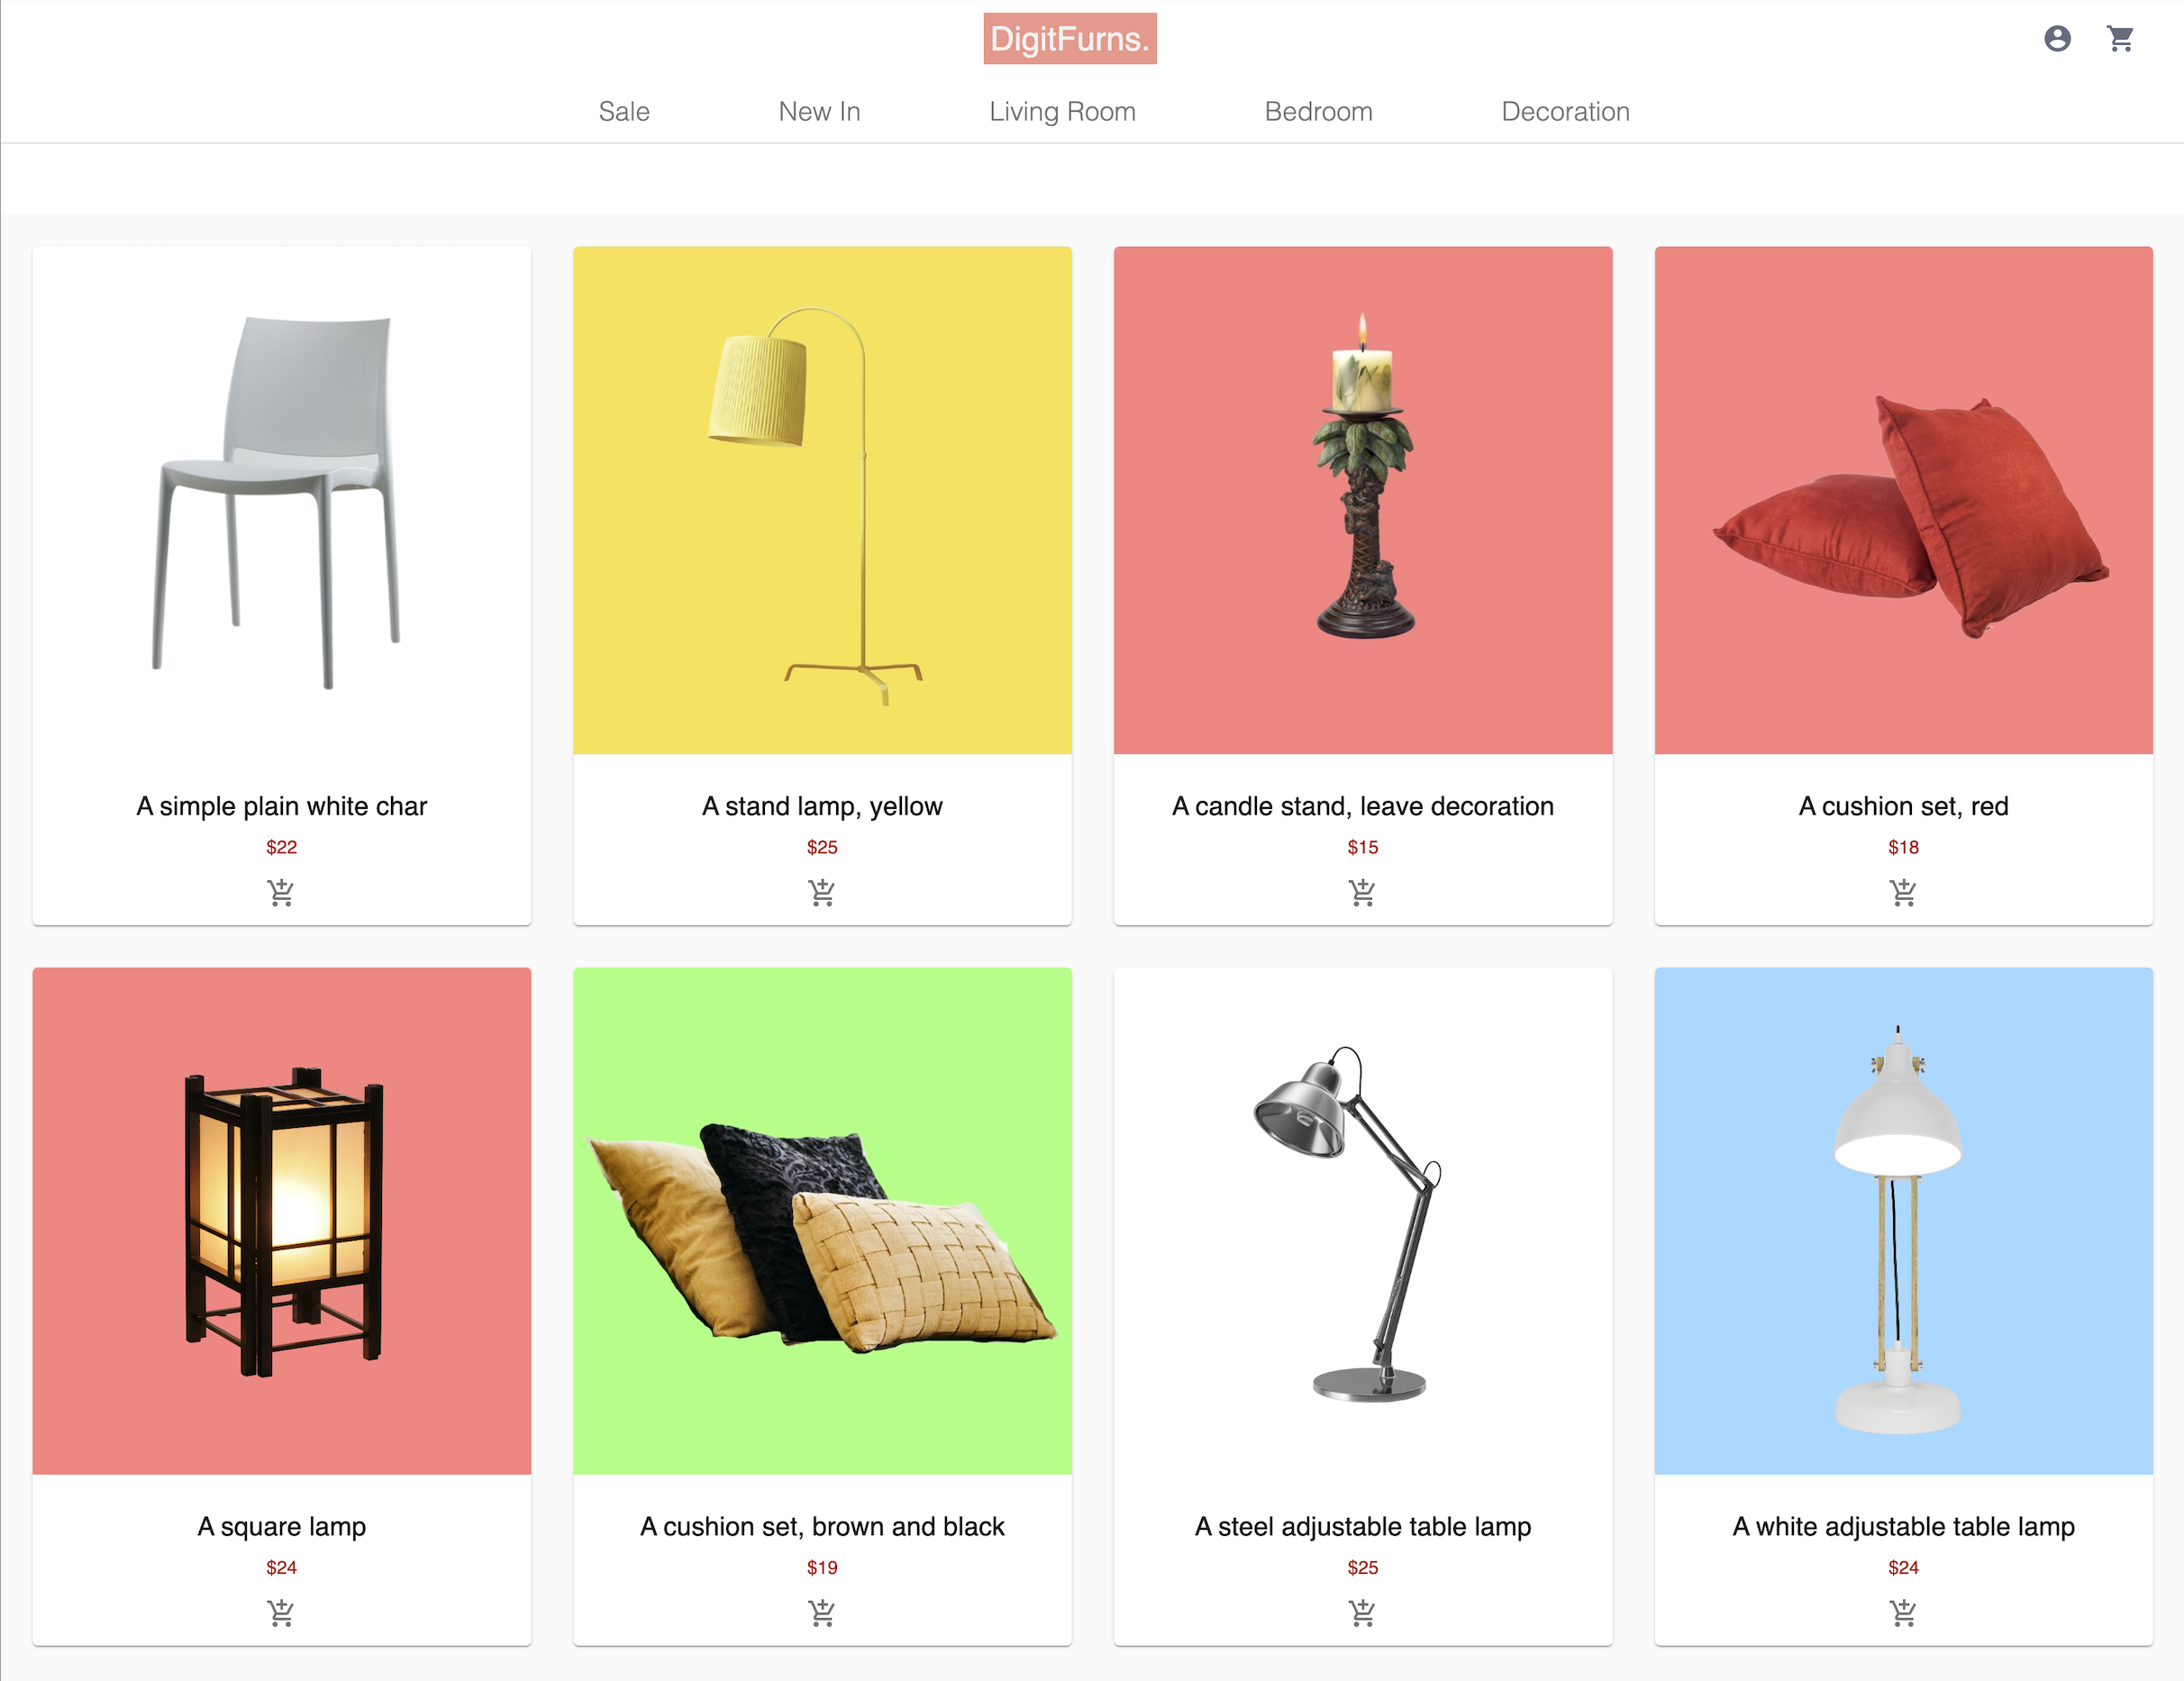 DigitFurns.
Sale New In Living Room Bedroom Decoration
A simple plain white char
$22
A stand lamp, yellow
$25
A candle stand, leave decoration
$15
A cushion set, red
$18
A square lamp
$24
A cushion set, brown and black
$19
A steel adjustable table lamp
$25
A white adjustable table lamp
$24